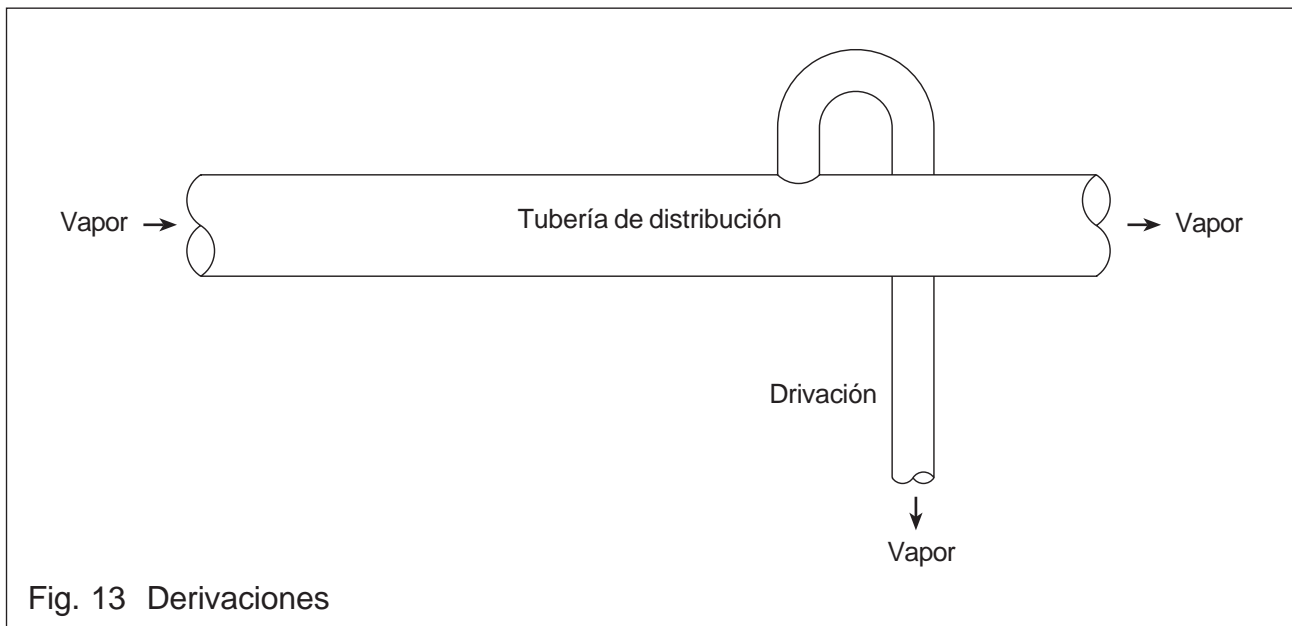 Vapor
Tubería de distribución
Vapor
Drivación
Vapor
Fig. 13 Derivaciones